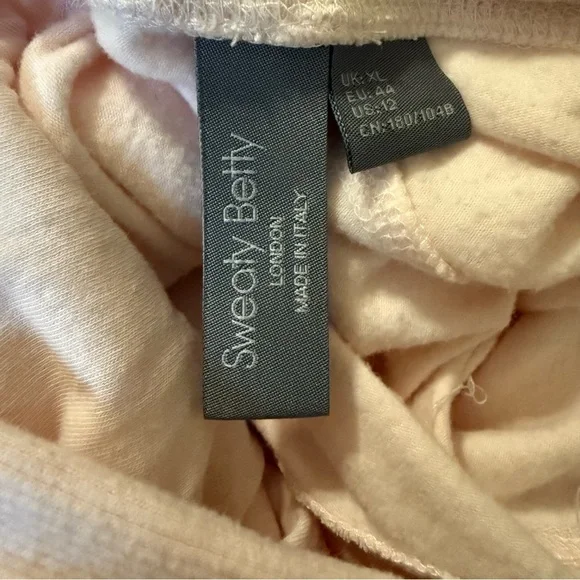 Sweaty Betty
LONDON
MADE IN ITALY
UK: XL
EU: 44
US: 12
CN: 180/104B